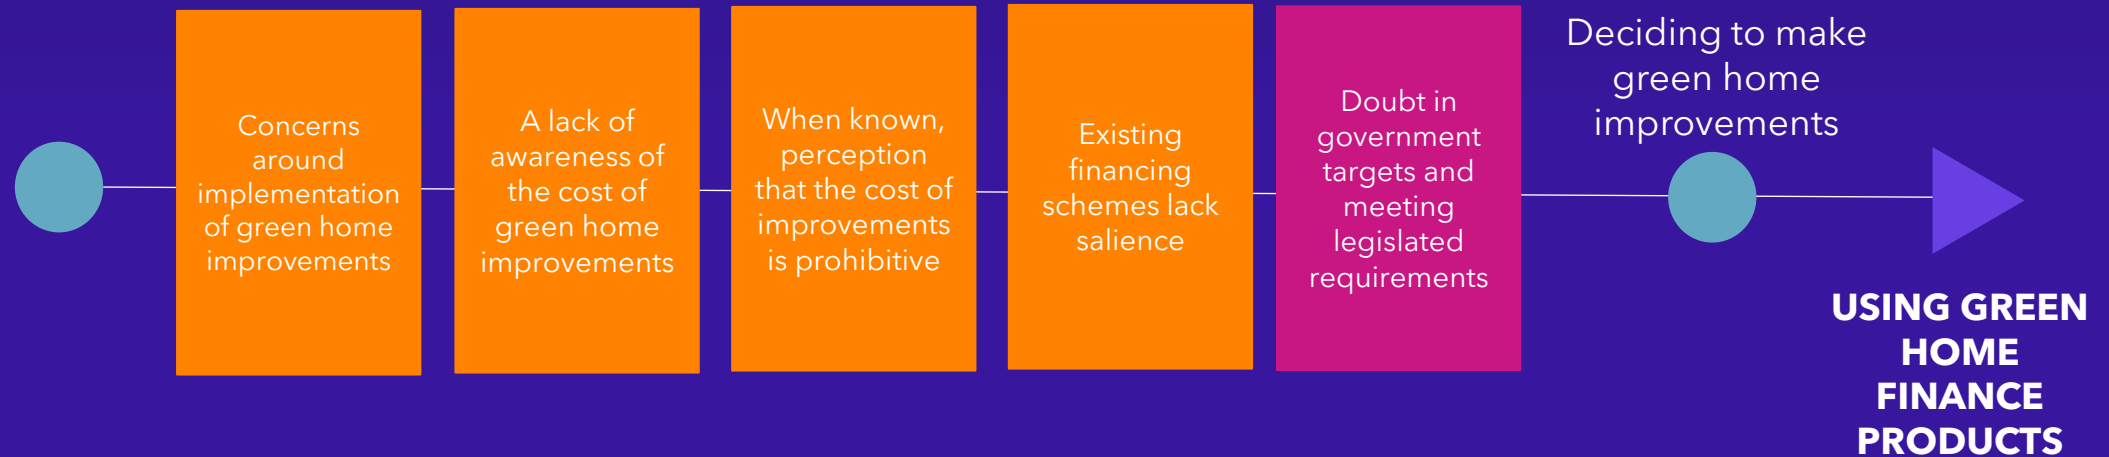 Concerns
around
implementation
of green home
improvements
A lack of
awareness of
the cost of
green home
improvements
When known,
perception
that the cost of
improvements
is prohibitive
Existing
financing
schemes lack
salience
Doubt in
government
targets and
meeting
legislated
requirements
Deciding to make
green home
improvements
USING GREEN
HOME
FINANCE
PRODUCTS